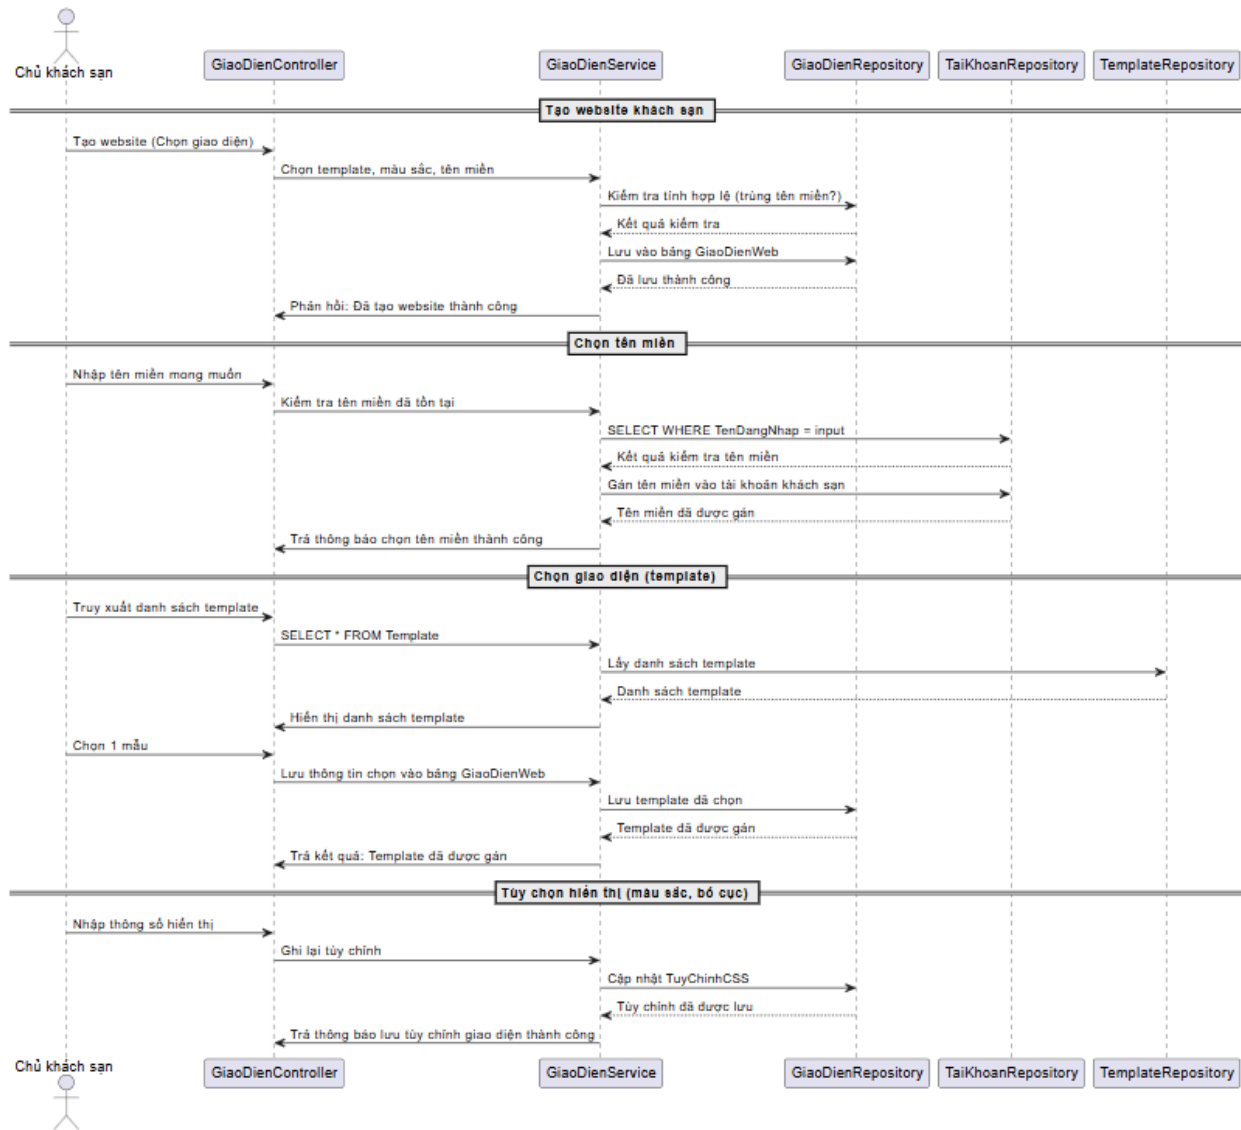 Chủ khách sạn
GiaoDienController
GiaoDienService
GiaoDienRepository
TaiKhoanRepository
TemplateRepository
Tạo website khách sạn
Tạo website (Chọn giao diện)
Chọn template, màu sắc, tên miền
Kiểm tra tính hợp lệ (trùng tên miền?)
Kết quả kiểm tra
Lưu vào bảng GiaoDienWeb
Đã lưu thành công
Phản hồi: Đã tạo website thành công
Chọn tên miền
Nhập tên miền mong muốn
Kiểm tra tên miền đã tồn tại
SELECT WHERE TenDangNhap = input
Kết quả kiểm tra tên miền
Gán tên miền vào tài khoản khách sạn
Tên miền đã được gán
Trả thông báo chọn tên miền thành công
Chọn giao diện (template)
Truy xuất danh sách template
SELECT * FROM Template
Lấy danh sách template
Danh sách template
Hiển thị danh sách template
Chọn 1 mẫu
Lưu thông tin chọn vào bảng GiaoDienWeb
Lưu template đã chọn
Template đã được gán
Trả kết quả: Template đã được gán
Tùy chọn hiển thị (màu sắc, bố cục)
Nhập thông số hiển thị
Ghi lại tùy chỉnh
Cập nhật TuyChinhCSS
Tùy chỉnh đã được lưu
Trả thông báo lưu tùy chỉnh giao diện thành công
Chủ khách sạn
GiaoDienController
GiaoDienService
GiaoDienRepository
TaiKhoanRepository
TemplateRepository